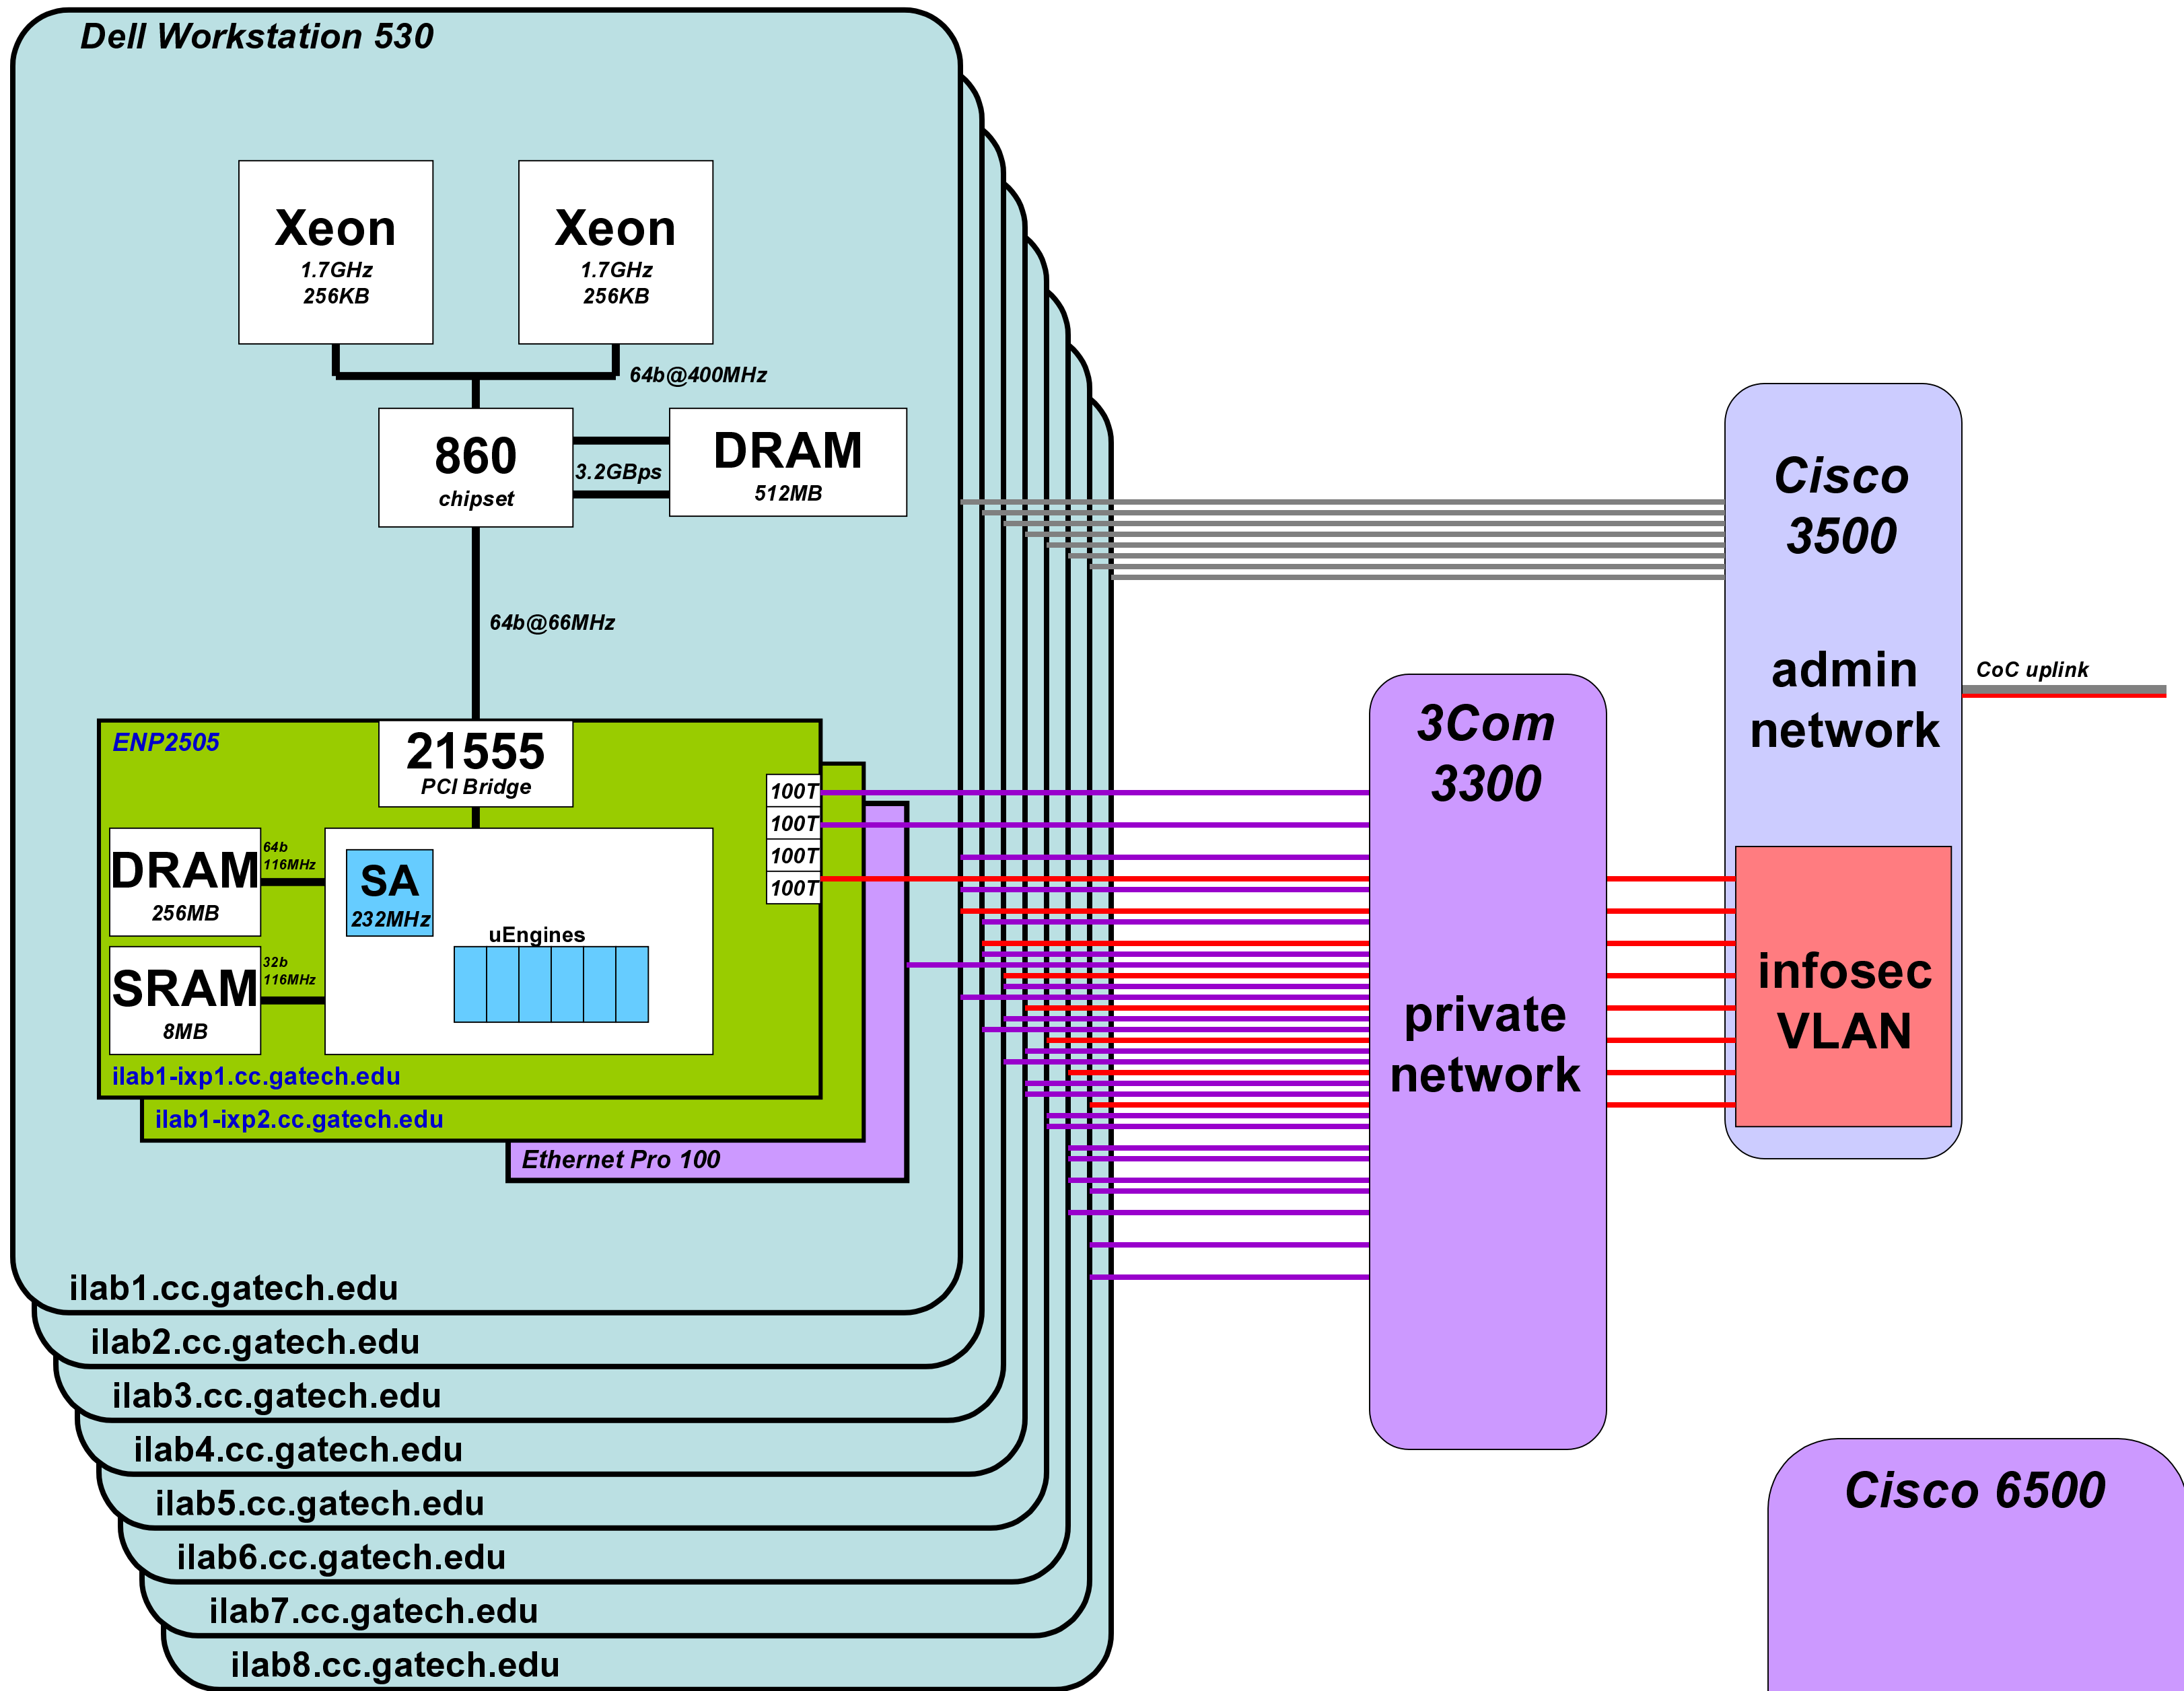 Dell Workstation 530
Xeon
1.7GHz
256KB
Xeon
1.7GHz
256KB
64b@400MHz
860
chipset
3.2GBps
DRAM
512MB
64b@66MHz
ENP2505
21555
PCI Bridge
100T
100T
100T
100T
DRAM
256MB
64b
116MHz
SA
232MHz
uEngines
SRAM
8MB
32b
116MHz
ilab1-ixp1.cc.gatech.edu
ilab1-ixp2.cc.gatech.edu
Ethernet Pro 100
ilab1.cc.gatech.edu
ilab2.cc.gatech.edu
ilab3.cc.gatech.edu
ilab4.cc.gatech.edu
ilab5.cc.gatech.edu
ilab6.cc.gatech.edu
ilab7.cc.gatech.edu
ilab8.cc.gatech.edu
3Com
3300
private
network
Cisco
3500
admin
network
CoC uplink
infosec
VLAN
Cisco 6500